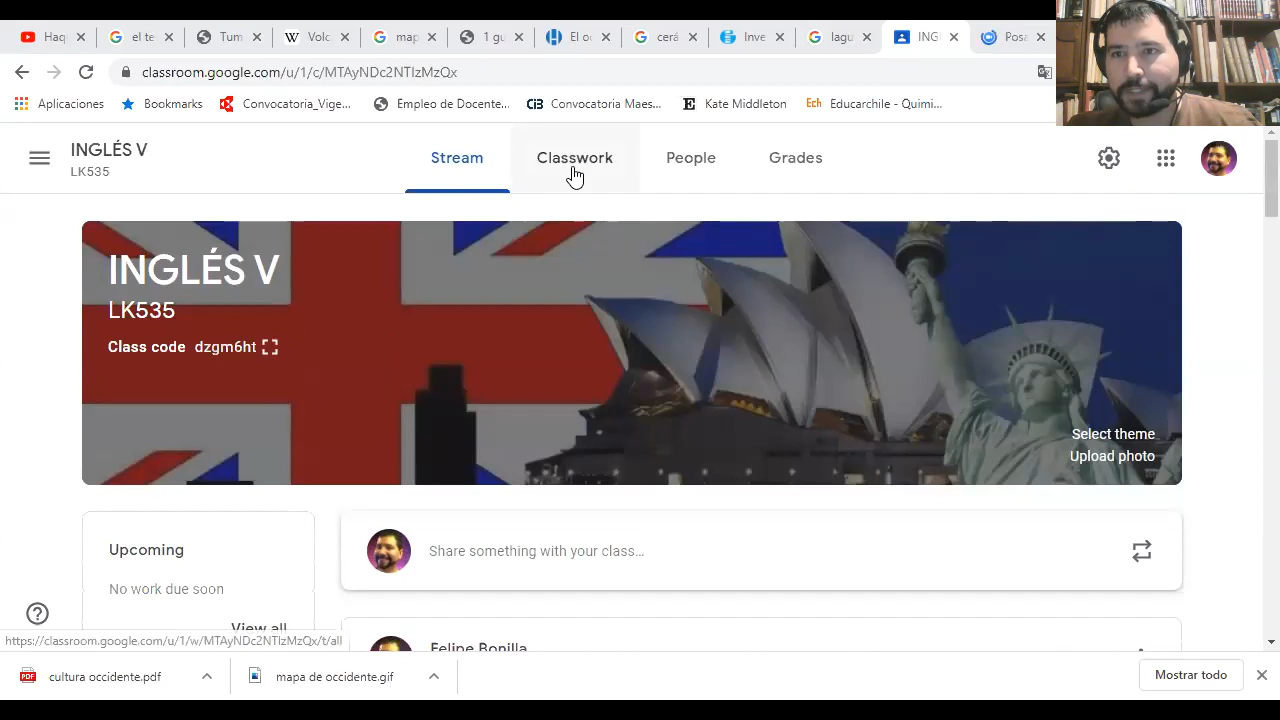 Haq
el te
Tum
Volc
map
1 gu
El ou
cerá
Inve
lagu
ING
Posa
classroom.google.com/u/1/c/MTAyNDc2NTIzMzQx
Aplicaciones
Bookmarks
Convocatoria_Vige...
Empleo de Docente...
Convocatoria Maes...
Kate Middleton
Educarchile - Quimi...
INGLÉS V
LK535
Stream
Classwork
People
Grades
INGLÉS V
LK535
Class code dzgm6ht
Select theme
Upload photo
Upcoming
No work due soon
View all
Share something with your class...
Felipe Bonilla
https://classroom.google.com/u/1/w/MTAyNDc2NTIzMzQx/t/all
cultura occidente.pdf
mapa de occidente.gif
Mostrar todo